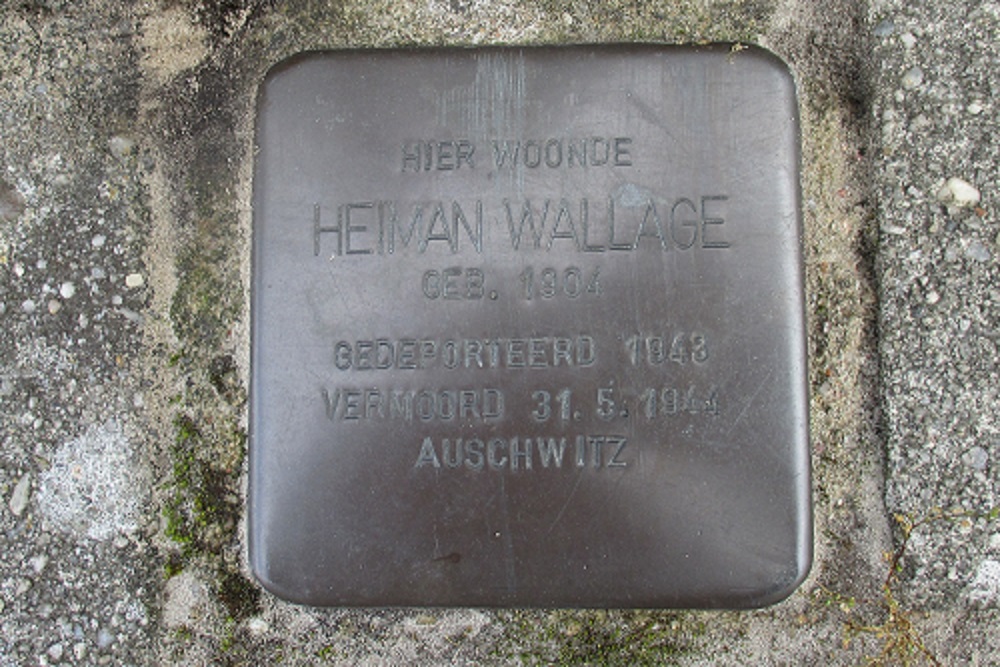 HIER WOONDE
HEIMAN WALLAGE
GEB. 1904
GEDEPORTEERD 1943
VERMOORD 31.5.1944
AUSCHWITZ